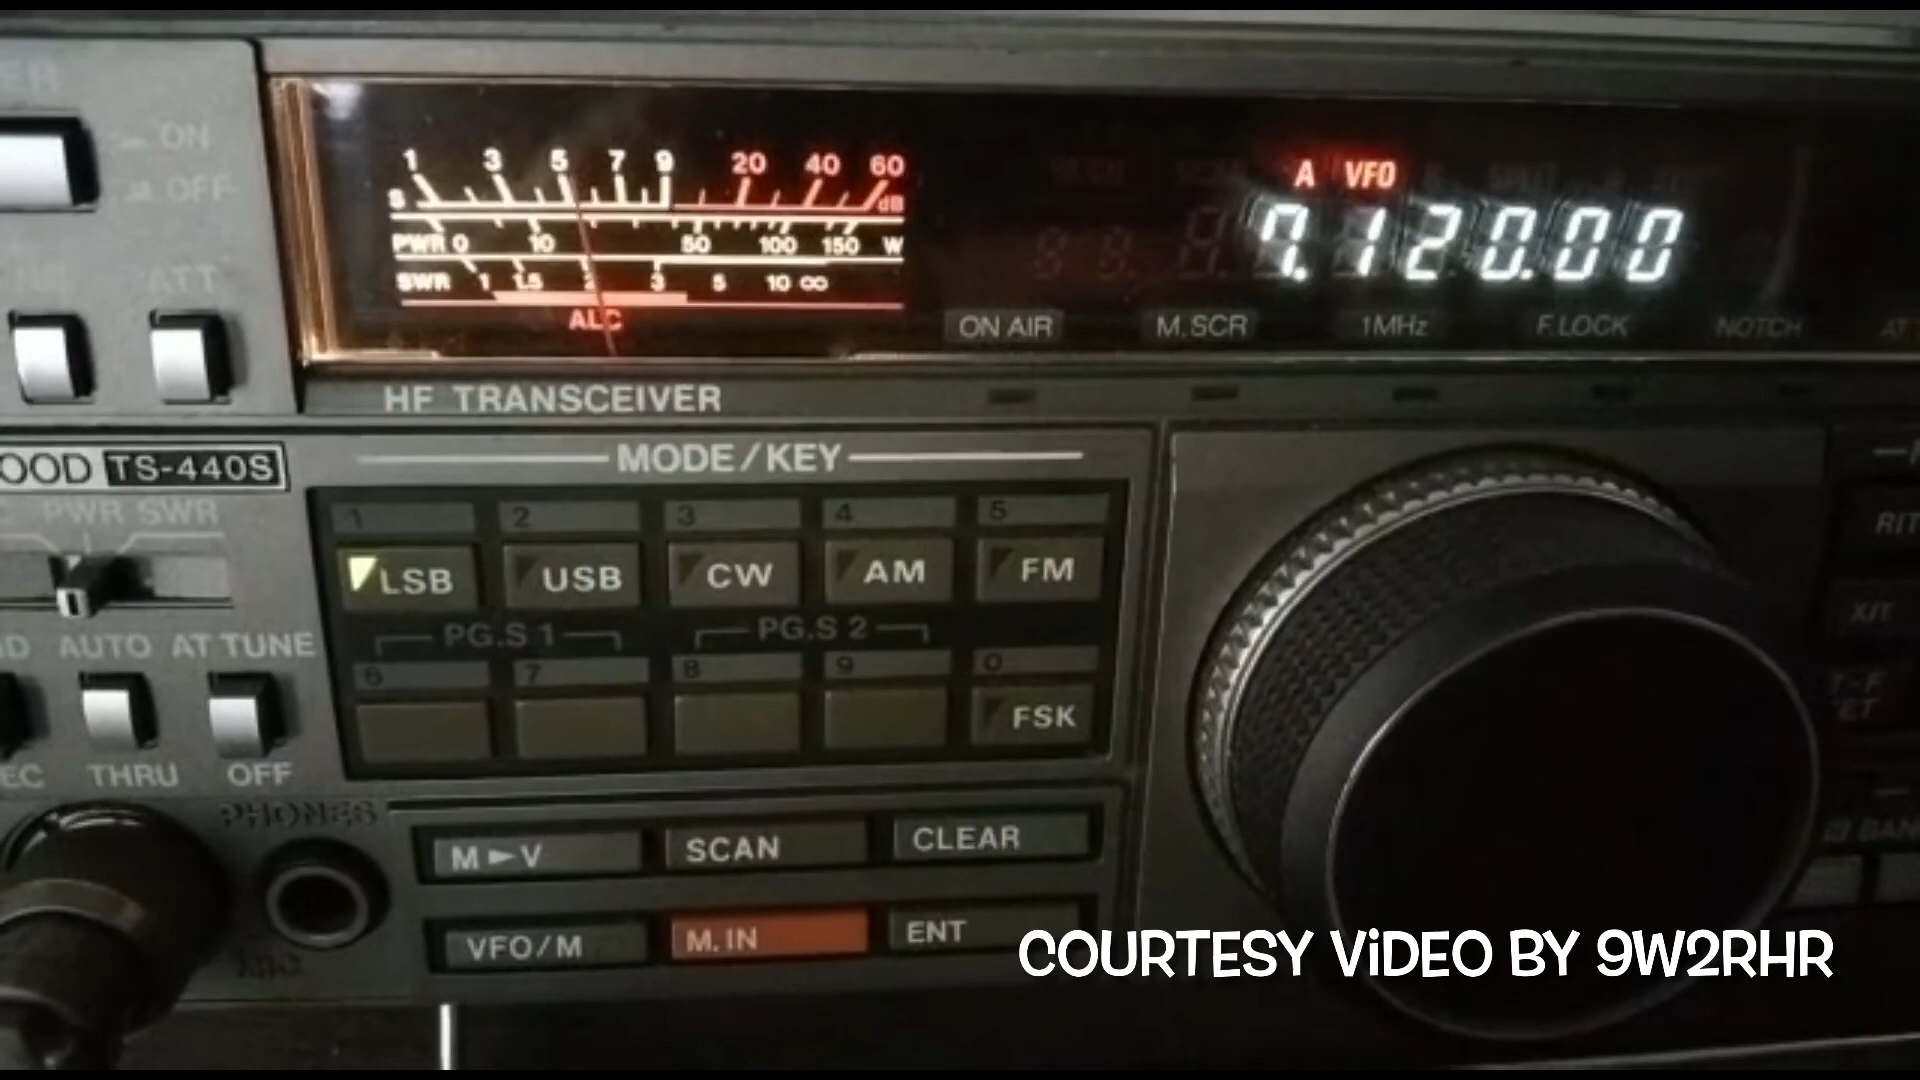 ON
OFF
ATT
1 3 5 7 9 20 40 60
S dB
PWR 0 10 50 100 150 W
SWR 1 1.5 2 3 5 10 ∞
ALC
A VFO
7.120.00
ON AIR M.SCR 1MHz F.LOCK NOTCH
HF TRANSCEIVER
OOD TS-440S
PWR SWR
MODE/KEY
1 2 3 4 5
LSB USB CW AM FM
PG.S 1 PG.S 2
6 7 8 9 0
FSK
AUTO AT TUNE
THRU OFF
PHONES
MIC
M►V SCAN CLEAR
VFO/M M.IN ENT
RIT
XIT
COURTESY VIDEO BY 9W2RHR